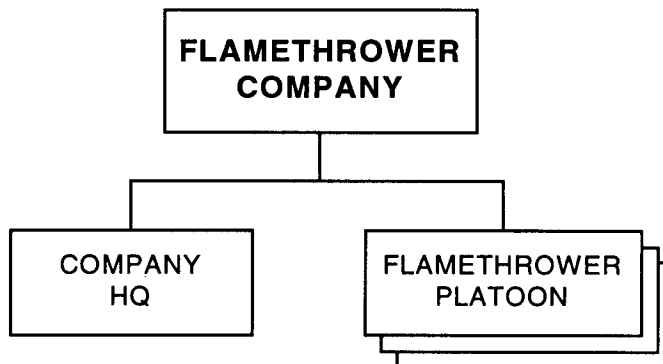 FLAMETHROWER
COMPANY
COMPANY
HQ
FLAMETHROWER
PLATOON